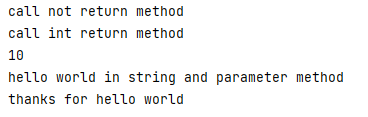 call not return method
call int return method
10
hello world in string and parameter method
thanks for hello world